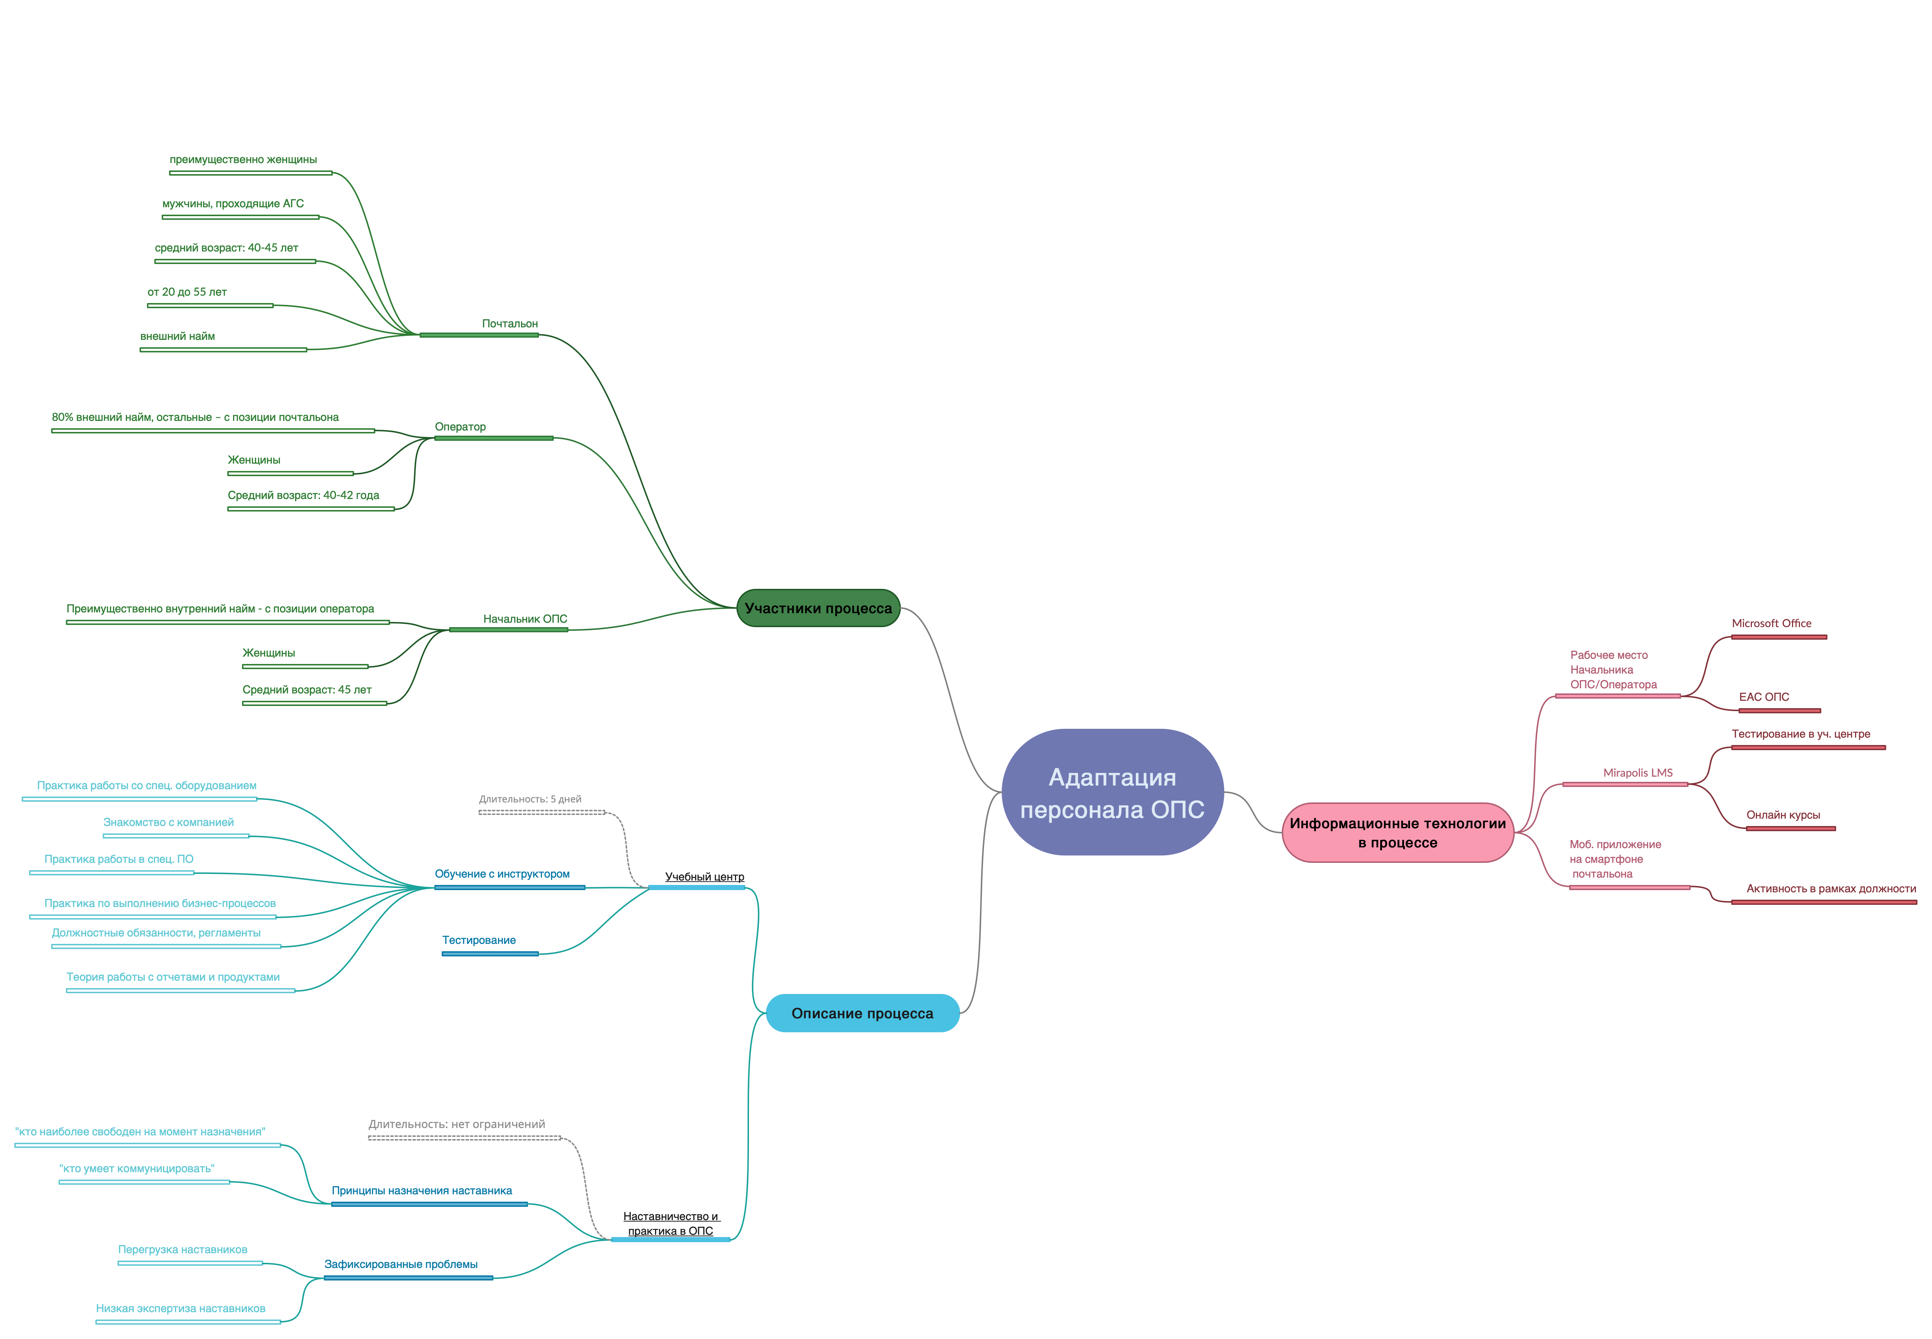 Адаптация
персонала ОПС
Участники процесса
Почтальон
преимущественно женщины
мужчины, проходящие АГС
средний возраст: 40-45 лет
от 20 до 55 лет
внешний найм
Оператор
80% внешний найм, остальные – с позиции почтальона
Женщины
Средний возраст: 40-42 года
Начальник ОПС
Преимущественно внутренний найм - с позиции оператора
Женщины
Средний возраст: 45 лет
Описание процесса
Учебный центр
Длительность: 5 дней
Обучение с инструктором
Практика работы со спец. оборудованием
Знакомство с компанией
Практика работы в спец. ПО
Практика по выполнению бизнес-процессов
Должностные обязанности, регламенты
Теория работы с отчетами и продуктами
Тестирование
Наставничество и
практика в ОПС
Длительность: нет ограничений
Принципы назначения наставника
"кто наиболее свободен на момент назначения"
"кто умеет коммуницировать"
Зафиксированные проблемы
Перегрузка наставников
Низкая экспертиза наставников
Информационные технологии
в процессе
Рабочее место
Начальника
ОПС/Оператора
Microsoft Office
ЕАС ОПС
Mirapolis LMS
Тестирование в уч. центре
Онлайн курсы
Моб. приложение
на смартфоне
почтальона
Активность в рамках должности